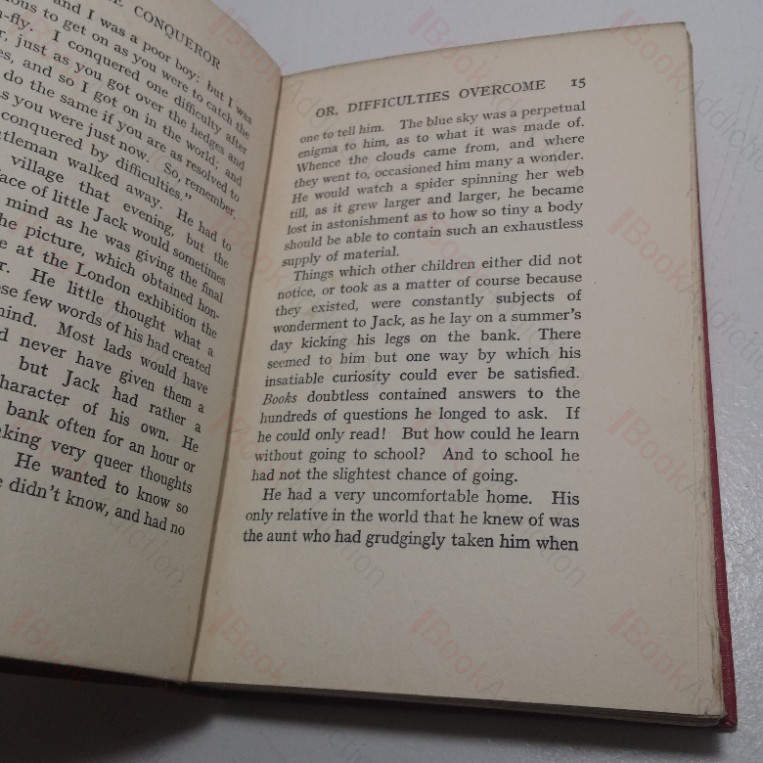 E CONQUEROR
and I was a poor boy; but I was
ious to get on as you were to catch the
n-fly. I conquered one difficulty after
r, just as you got over the hedges and
es, and so I got on in the world; and
do the same if you are as resolved to
s you were just now. So, remember,
conquered by difficulties."
tleman walked away. He had to
village that evening, but the
face of little Jack would sometimes
mind as he was giving the final
he picture, which obtained hon-
e at the London exhibition the
r. He little thought what a
se few words of his had created
mind. Most lads would have
d never have given them a
but Jack had rather a
haracter of his own. He
bank often for an hour or
king very queer thoughts
He wanted to know so
e didn't know, and had no
OR, DIFFICULTIES OVERCOME 15
one to tell him. The blue sky was a perpetual
enigma to him, as to what it was made of.
Whence the clouds came from, and where
they went to, occasioned him many a wonder.
He would watch a spider spinning her web
till, as it grew larger and larger, he became
lost in astonishment as to how so tiny a body
should be able to contain such an exhaustless
supply of material.
Things which other children either did not
notice, or took as a matter of course because
they existed, were constantly subjects of
wonderment to Jack, as he lay on a summer's
day kicking his legs on the bank. There
seemed to him but one way by which his
insatiable curiosity could ever be satisfied.
Books doubtless contained answers to the
hundreds of questions he longed to ask. If
he could only read! But how could he learn
without going to school? And to school he
had not the slightest chance of going.
He had a very uncomfortable home. His
only relative in the world that he knew of was
the aunt who had grudgingly taken him when